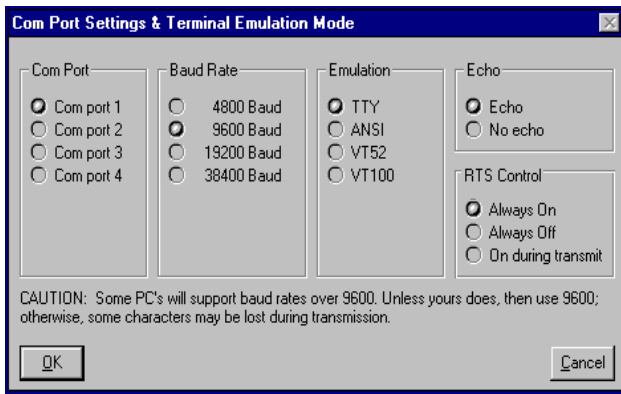 Com Port Settings & Terminal Emulation Mode
Com Port
Com port 1
Com port 2
Com port 3
Com port 4
Baud Rate
4800 Baud
9600 Baud
19200 Baud
38400 Baud
Emulation
TTY
ANSI
VT52
VT100
Echo
Echo
No echo
RTS Control
Always On
Always Off
On during transmit
CAUTION: Some PC's will support baud rates over 9600. Unless yours does, then use 9600;
otherwise, some characters may be lost during transmission.
OK
Cancel